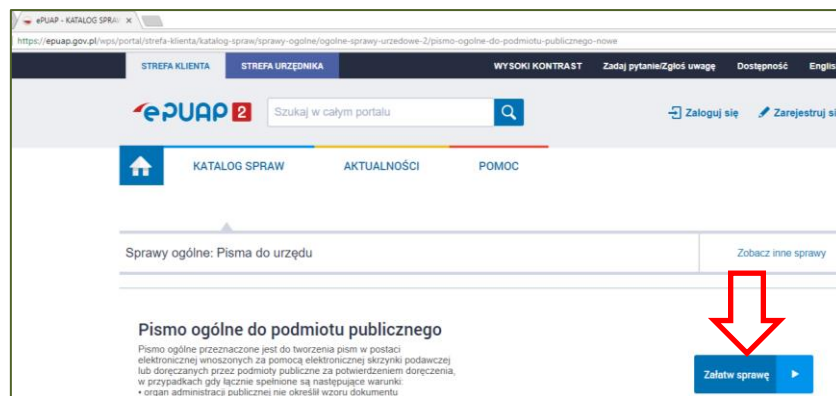 ePUAP - KATALOG SPRA
https://epuap.gov.pl/wps/portal/strefa-klienta/katalog-spraw/sprawy-ogolne/ogolne-sprawy-urzedowe-2/pismo-ogolne-do-podmiotu-publicznego-nowe
STREFA KLIENTA STREFA URZĘDNIKA WYSOKI KONTRAST Zadaj pytanie/Zgłoś uwagę Dostępność Englis
ePUAP 2 Szukaj w całym portalu Zaloguj się Zarejestruj si
KATALOG SPRAW AKTUALNOŚCI POMOC
Sprawy ogólne: Pisma do urzędu Zobacz inne sprawy
Pismo ogólne do podmiotu publicznego
Pismo ogólne przeznaczone jest do tworzenia pism w postaci
elektronicznej wnoszonych za pomocą elektronicznej skrzynki podawczej
lub doręczanych przez podmioty publiczne za potwierdzeniem doręczenia,
w przypadkach gdy łącznie spełnione są następujące warunki:
• organ administracji publicznej nie określił wzoru dokumentu
Załatw sprawę